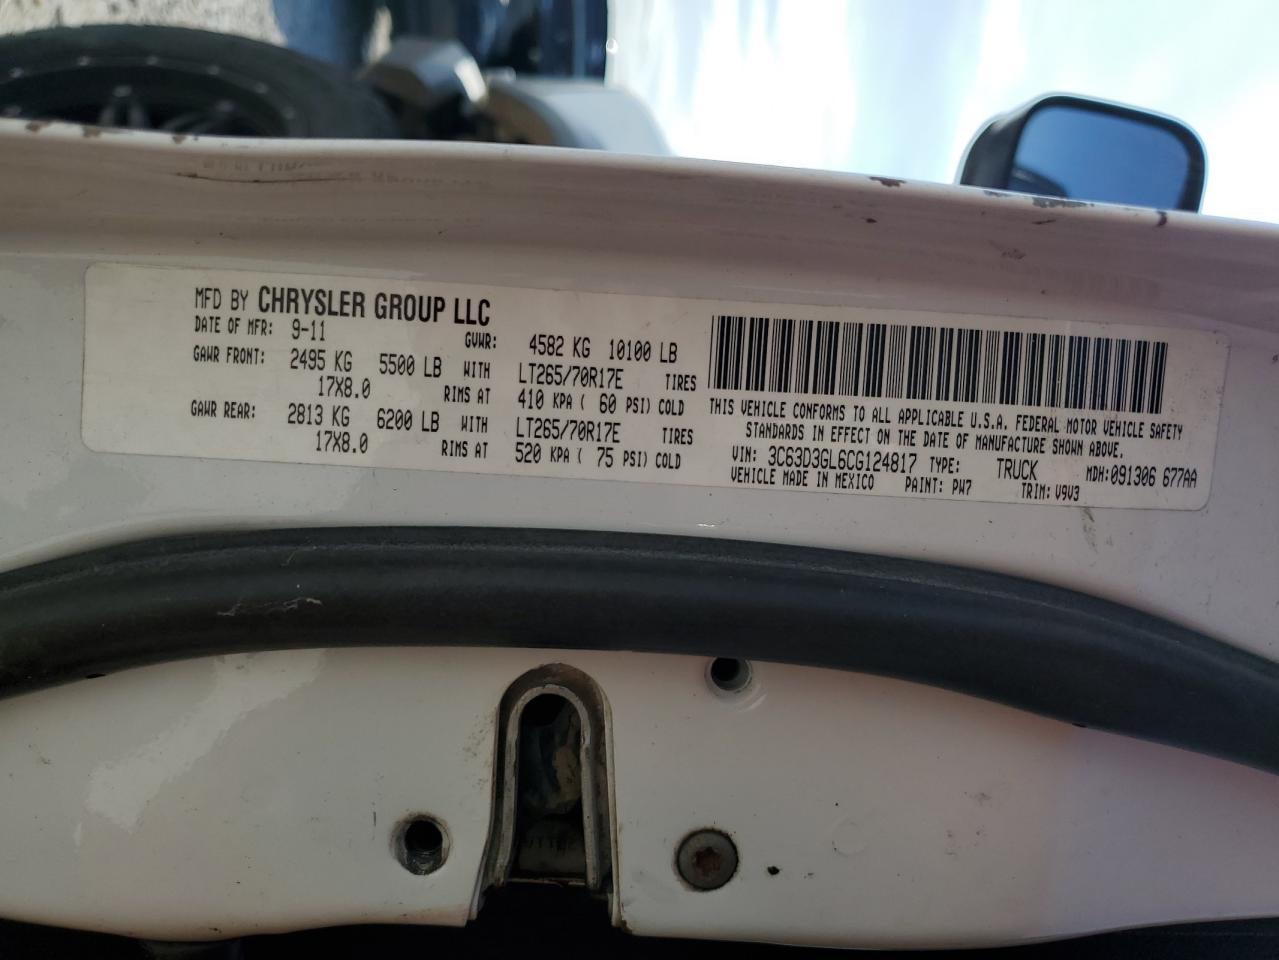 MFD BY CHRYSLER GROUP LLC
DATE OF MFR: 9-11 GVWR: 4582 KG 10100 LB
GAWR FRONT: 2495 KG 5500 LB WITH LT265/70R17E TIRES
17X8.0 RIMS AT 410 KPA ( 60 PSI) COLD
GAWR REAR: 2813 KG 6200 LB WITH LT265/70R17E TIRES
17X8.0 RIMS AT 520 KPA ( 75 PSI) COLD
THIS VEHICLE CONFORMS TO ALL APPLICABLE U.S.A. FEDERAL MOTOR VEHICLE SAFETY
STANDARDS IN EFFECT ON THE DATE OF MANUFACTURE SHOWN ABOVE.
VIN: 3C63D3GL6CG124817 TYPE: TRUCK MDH:091306 677AA
VEHICLE MADE IN MEXICO PAINT: PW7 TRIM: V9V3